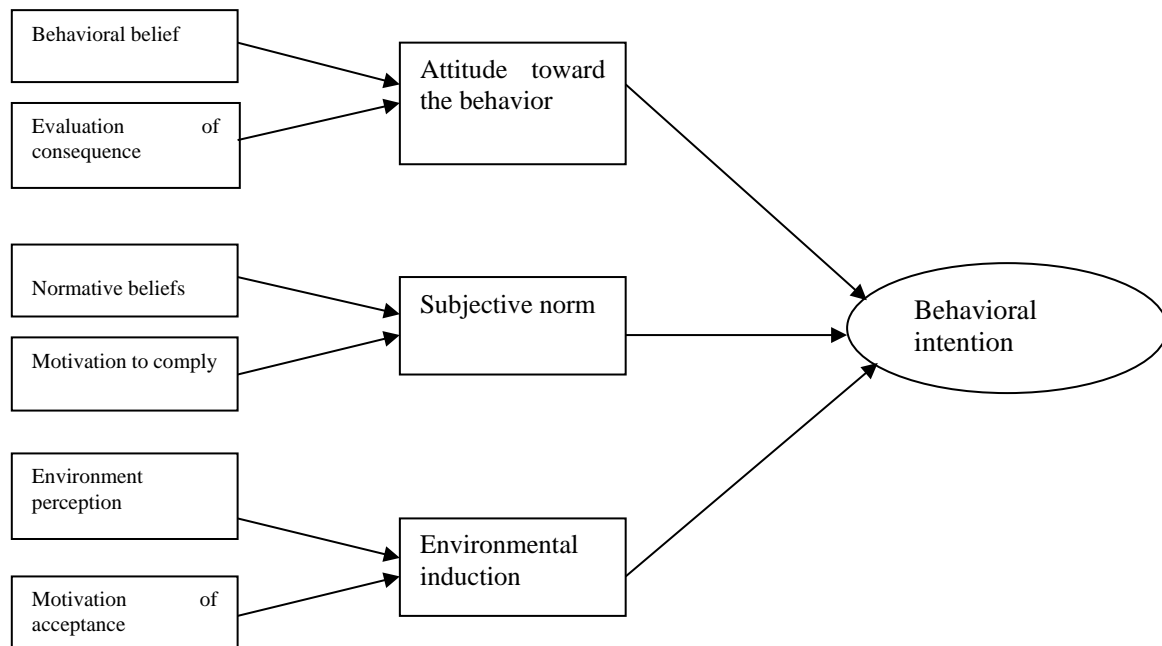 Behavioral belief
Evaluation of
consequence
Attitude toward
the behavior
Normative beliefs
Motivation to comply
Subjective norm
Behavioral
intention
Environment
perception
Motivation of
acceptance
Environmental
induction